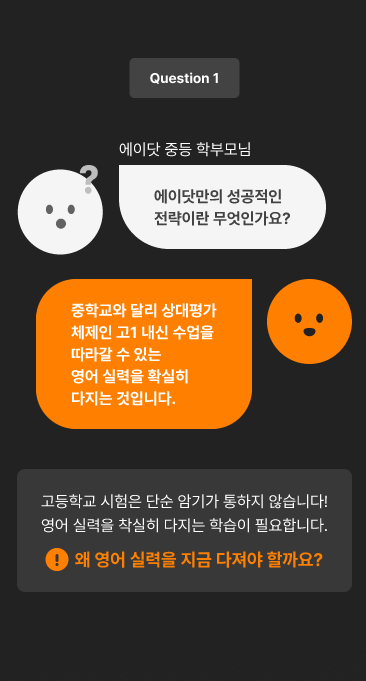 Question 1
에이닷 중등 학부모님
?
에이닷만의 성공적인
전략이란 무엇인가요?
중학교와 달리 상대평가
체제인 고1 내신 수업을
따라갈 수 있는
영어 실력을 확실히
다지는 것입니다.
고등학교 시험은 단순 암기가 통하지 않습니다!
영어 실력을 착실히 다지는 학습이 필요합니다.
! 왜 영어 실력을 지금 다져야 할까요?